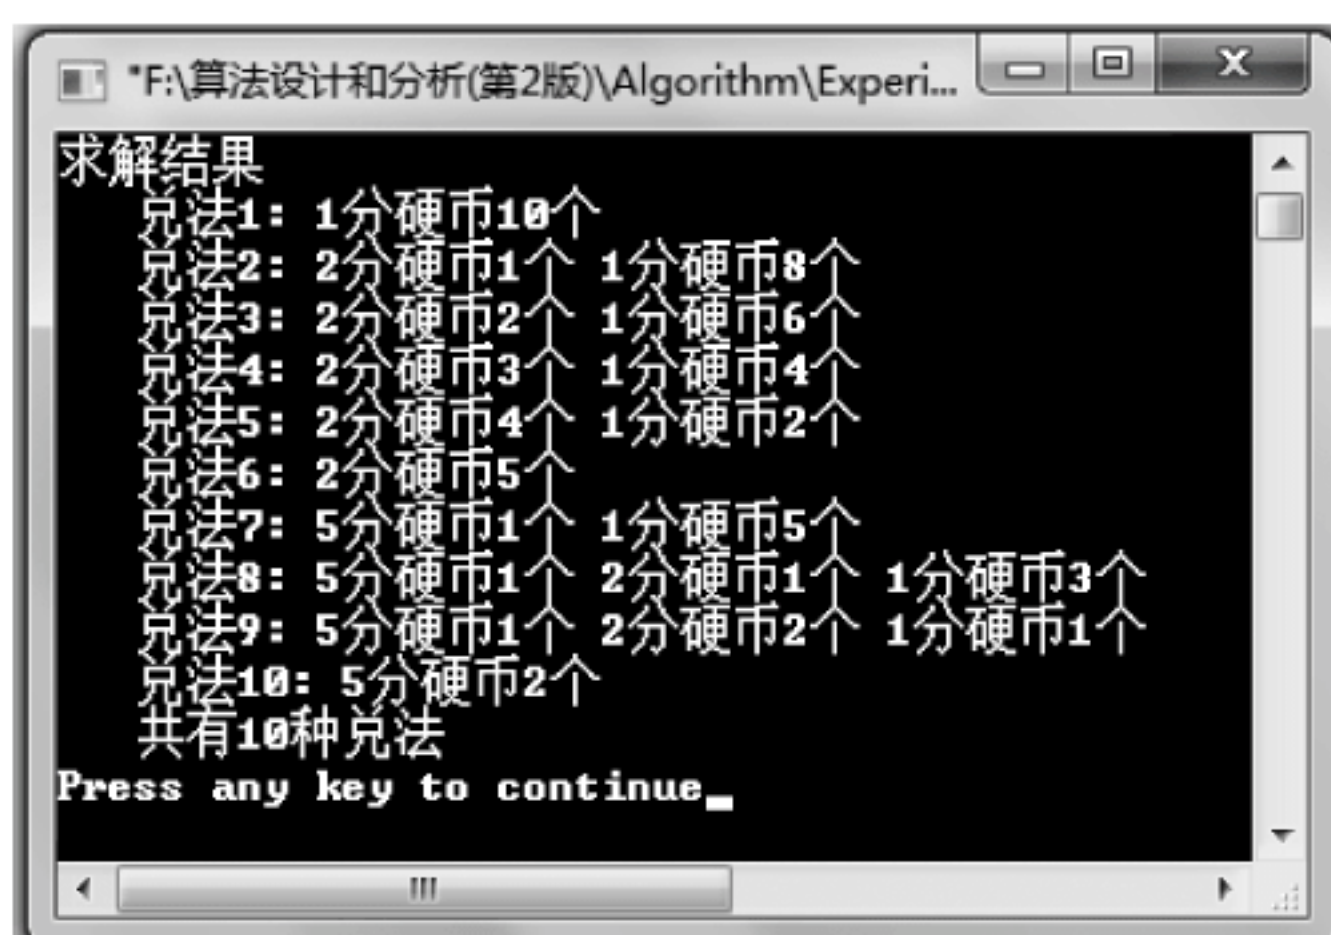 "F:\算法设计和分析(第2版)\Algorithm\Experi...
求解结果
兑法1: 1分硬币10个
兑法2: 2分硬币1个 1分硬币8个
兑法3: 2分硬币2个 1分硬币6个
兑法4: 2分硬币3个 1分硬币4个
兑法5: 2分硬币4个 1分硬币2个
兑法6: 2分硬币5个
兑法7: 5分硬币1个 1分硬币5个
兑法8: 5分硬币1个 2分硬币1个 1分硬币3个
兑法9: 5分硬币1个 2分硬币2个 1分硬币1个
兑法10: 5分硬币2个
共有10种兑法
Press any key to continue_